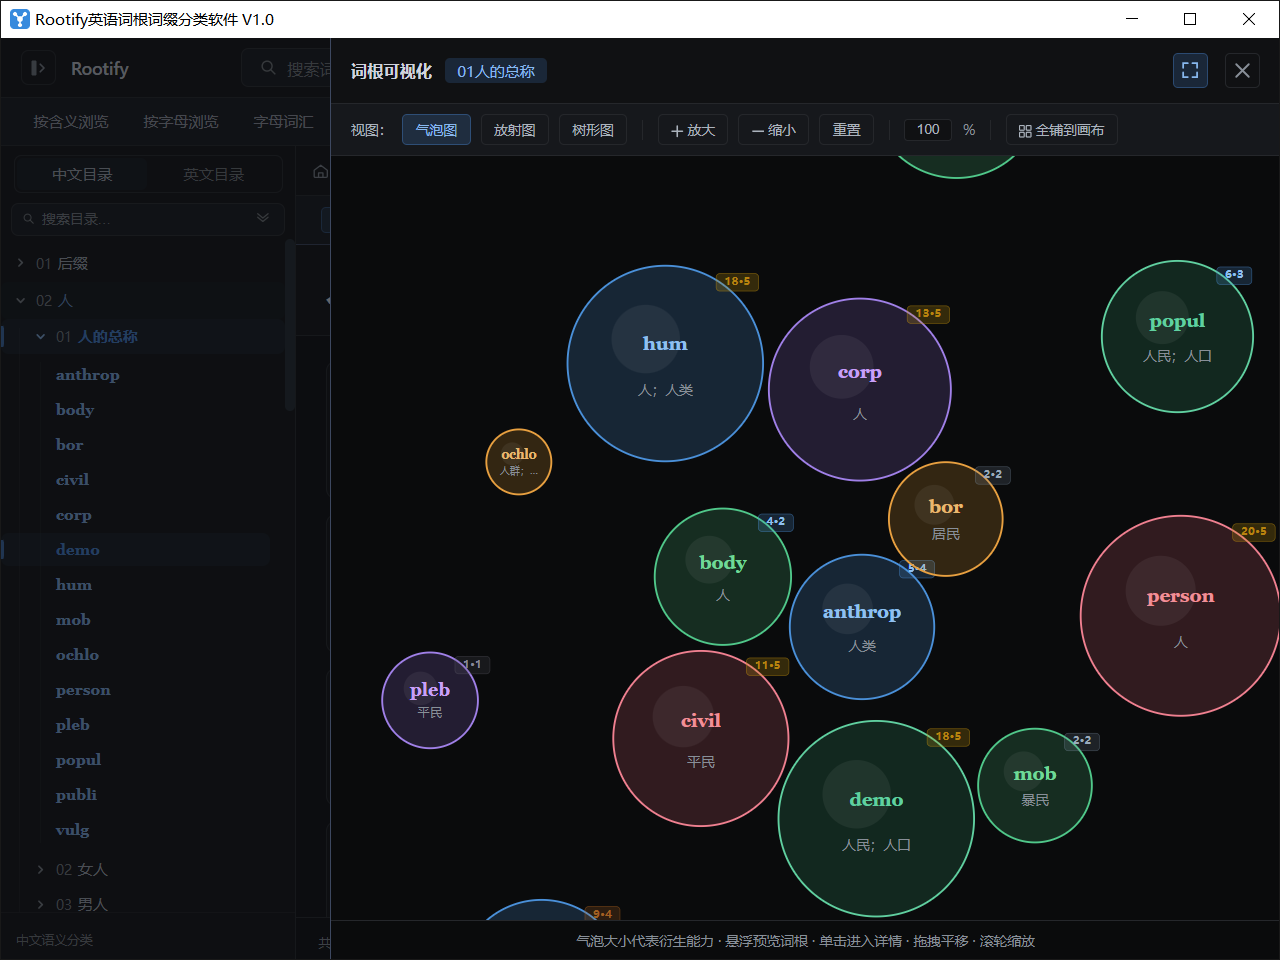 Rootify英语词根词缀分类软件 V1.0
Rootify
搜索词
词根可视化
01人的总称
按含义浏览
按字母浏览
字母词汇
视图:
气泡图
放射图
树形图
放大
缩小
重置
100
%
全铺到画布
中文目录
英文目录
搜索目录...
01 后缀
02 人
01 人的总称
anthrop
body
bor
civil
corp
demo
hum
mob
ochlo
person
pleb
popul
publi
vulg
02 女人
03 男人
中文语义分类
共
18•5
hum
人；人类
13•5
corp
人
6•3
popul
人民；人口
ochlo
人群；...
2•2
bor
居民
4•2
body
人
5•4
anthrop
人类
20•5
person
人
1•1
pleb
平民
11•5
civil
平民
18•5
demo
人民；人口
2•2
mob
暴民
9•4
气泡大小代表衍生能力 · 悬浮预览词根 · 单击进入详情 · 拖拽平移 · 滚轮缩放